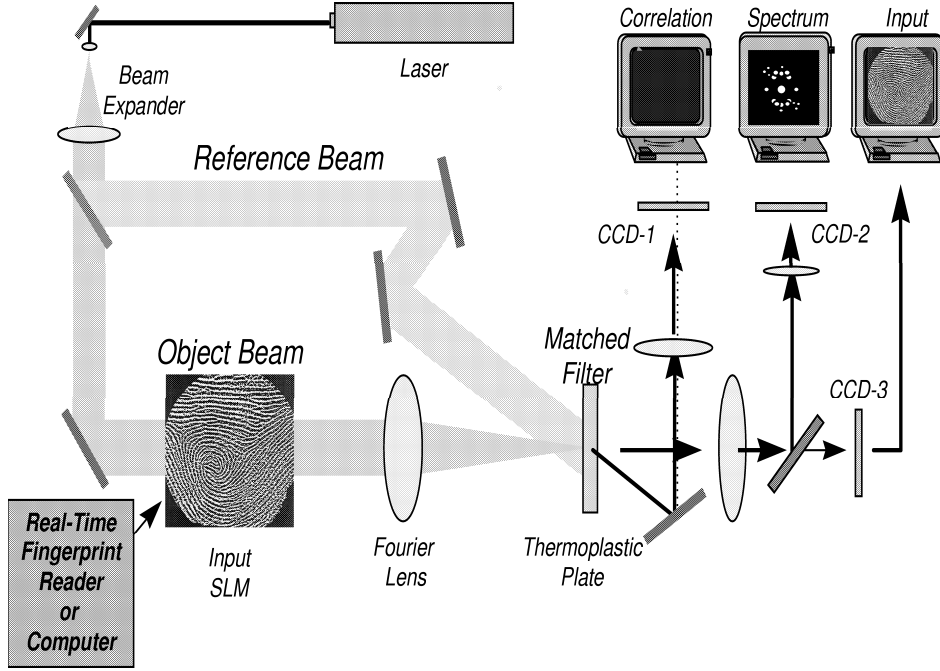 Correlation
Spectrum
Input
Laser
Beam
Expander
Reference Beam
CCD-1
CCD-2
Object Beam
Matched
Filter
CCD-3
Real-Time
Fingerprint
Reader
or
Computer
Input
SLM
Fourier
Lens
Thermoplastic
Plate